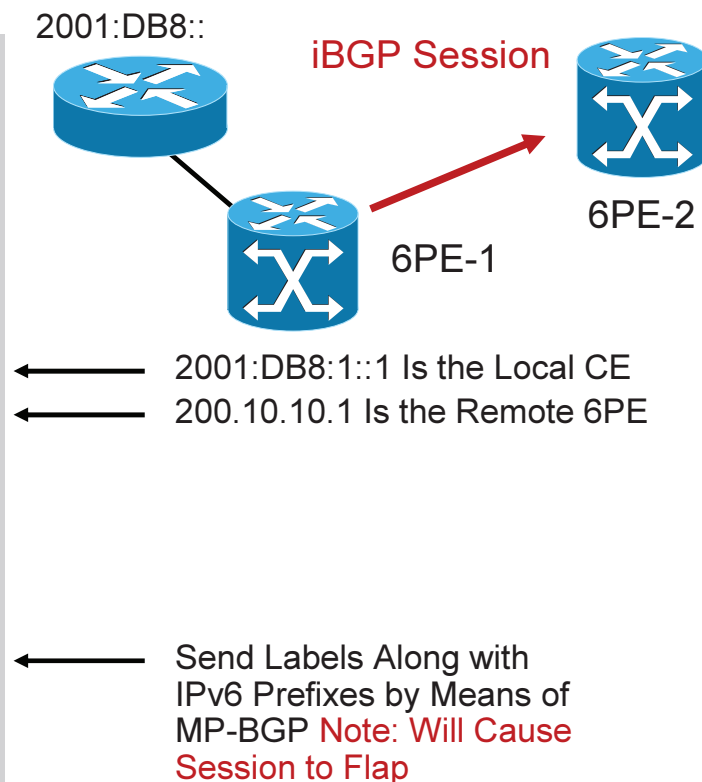 2001:DB8::
iBGP Session
6PE-2
6PE-1
2001:DB8:1::1 Is the Local CE
200.10.10.1 Is the Remote 6PE
Send Labels Along with
IPv6 Prefixes by Means of
MP-BGP Note: Will Cause
Session to Flap